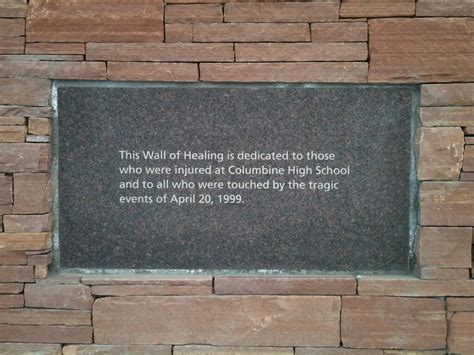 This Wall of Healing is dedicated to those
who were injured at Columbine High School
and to all who were touched by the tragic
events of April 20, 1999.